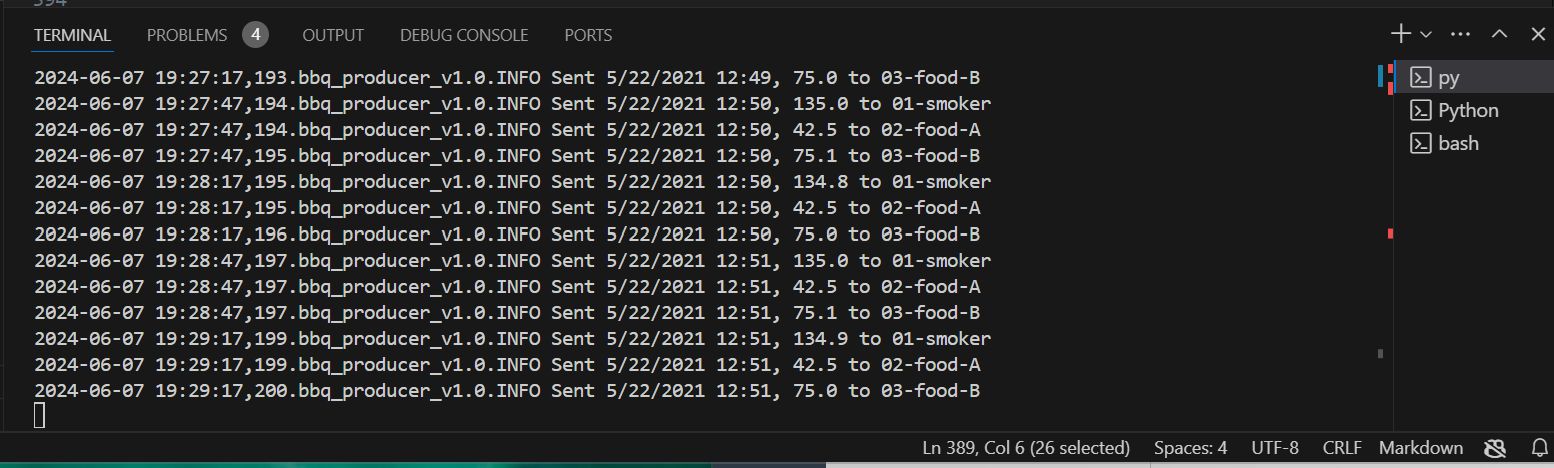 394
TERMINAL PROBLEMS 4 OUTPUT DEBUG CONSOLE PORTS
2024-06-07 19:27:17,193.bbq_producer_v1.0.INFO Sent 5/22/2021 12:49, 75.0 to 03-food-B
2024-06-07 19:27:47,194.bbq_producer_v1.0.INFO Sent 5/22/2021 12:50, 135.0 to 01-smoker
2024-06-07 19:27:47,194.bbq_producer_v1.0.INFO Sent 5/22/2021 12:50, 42.5 to 02-food-A
2024-06-07 19:27:47,195.bbq_producer_v1.0.INFO Sent 5/22/2021 12:50, 75.1 to 03-food-B
2024-06-07 19:28:17,195.bbq_producer_v1.0.INFO Sent 5/22/2021 12:50, 134.8 to 01-smoker
2024-06-07 19:28:17,195.bbq_producer_v1.0.INFO Sent 5/22/2021 12:50, 42.5 to 02-food-A
2024-06-07 19:28:17,196.bbq_producer_v1.0.INFO Sent 5/22/2021 12:50, 75.0 to 03-food-B
2024-06-07 19:28:47,197.bbq_producer_v1.0.INFO Sent 5/22/2021 12:51, 135.0 to 01-smoker
2024-06-07 19:28:47,197.bbq_producer_v1.0.INFO Sent 5/22/2021 12:51, 42.5 to 02-food-A
2024-06-07 19:28:47,197.bbq_producer_v1.0.INFO Sent 5/22/2021 12:51, 75.1 to 03-food-B
2024-06-07 19:29:17,199.bbq_producer_v1.0.INFO Sent 5/22/2021 12:51, 134.9 to 01-smoker
2024-06-07 19:29:17,199.bbq_producer_v1.0.INFO Sent 5/22/2021 12:51, 42.5 to 02-food-A
2024-06-07 19:29:17,200.bbq_producer_v1.0.INFO Sent 5/22/2021 12:51, 75.0 to 03-food-B
py
Python
bash
Ln 389, Col 6 (26 selected) Spaces: 4 UTF-8 CRLF Markdown